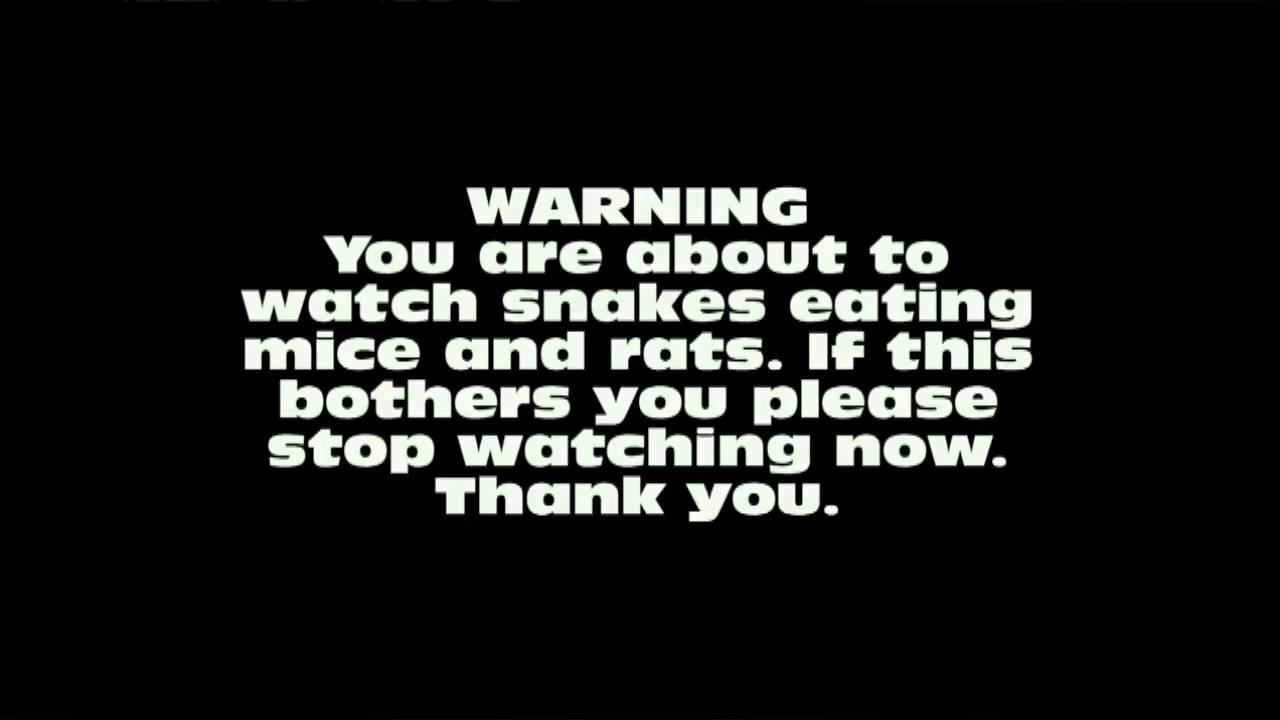 WARNING
You are about to
watch snakes eating
mice and rats. If this
bothers you please
stop watching now.
Thank you.